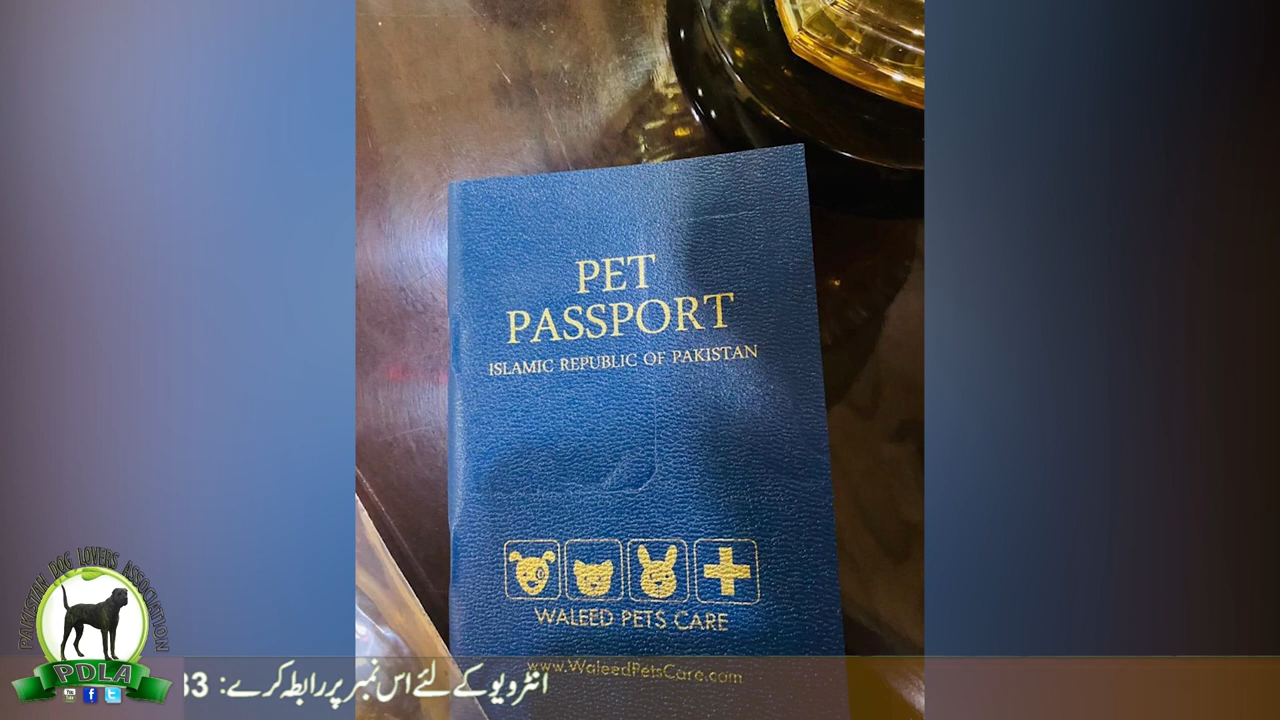 PET
PASSPORT
ISLAMIC REPUBLIC OF PAKISTAN
WALEED PETS CARE
www.WaleedPetsCare.com
PAKISTAN DOG LOVERS ASSOCIATION
PDLA
انٹرویو کے لئے اس نمبر پر رابطہ کرے: 33